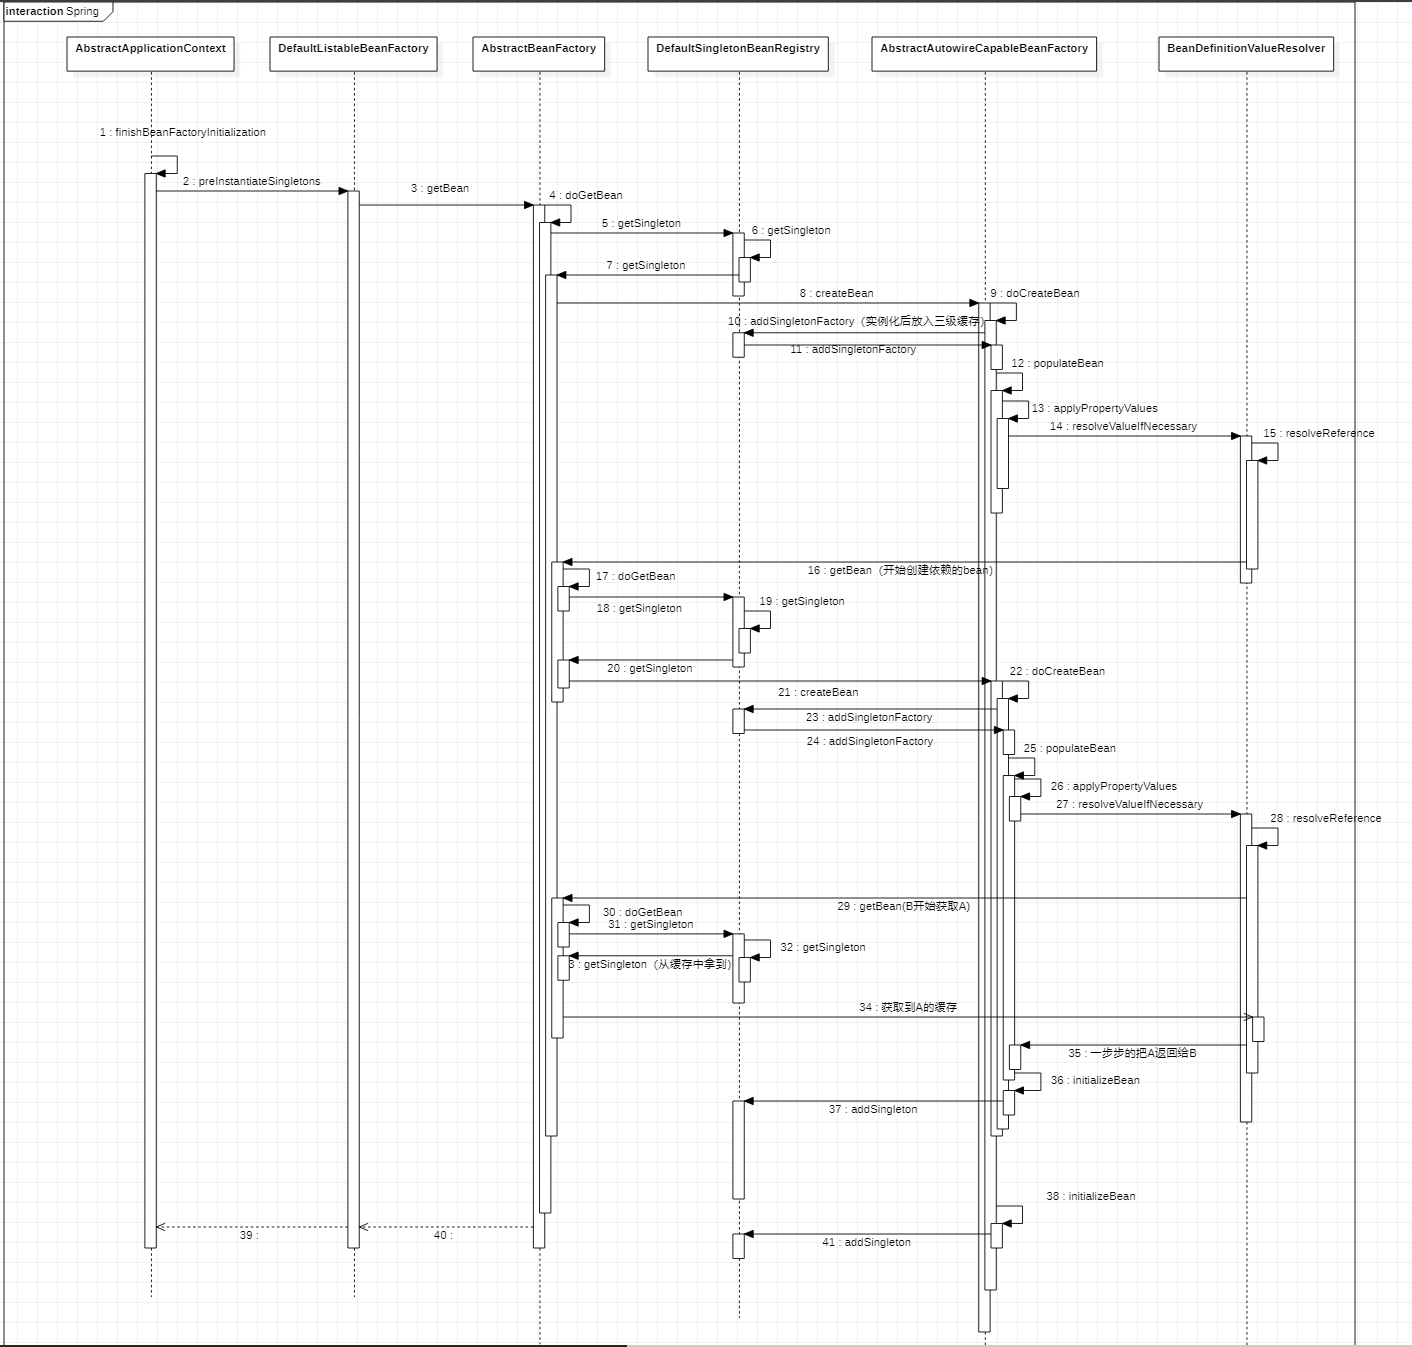 interaction Spring
AbstractApplicationContext
DefaultListableBeanFactory
AbstractBeanFactory
DefaultSingletonBeanRegistry
AbstractAutowireCapableBeanFactory
BeanDefinitionValueResolver
1 : finishBeanFactoryInitialization
2 : preInstantiateSingletons
3 : getBean
4 : doGetBean
5 : getSingleton
6 : getSingleton
7 : getSingleton
8 : createBean
9 : doCreateBean
10 : addSingletonFactory（实例化后放入三级缓存）
11 : addSingletonFactory
12 : populateBean
13 : applyPropertyValues
14 : resolveValueIfNecessary
15 : resolveReference
16 : getBean（开始创建依赖的bean）
17 : doGetBean
18 : getSingleton
19 : getSingleton
20 : getSingleton
22 : doCreateBean
21 : createBean
23 : addSingletonFactory
24 : addSingletonFactory
25 : populateBean
26 : applyPropertyValues
27 : resolveValueIfNecessary
28 : resolveReference
29 : getBean(B开始获取A)
30 : doGetBean
31 : getSingleton
32 : getSingleton
3 : getSingleton（从缓存中拿到）
34 : 获取到A的缓存
35 : 一步步的把A返回给B
36 : initializeBean
37 : addSingleton
38 : initializeBean
39 :
40 :
41 : addSingleton